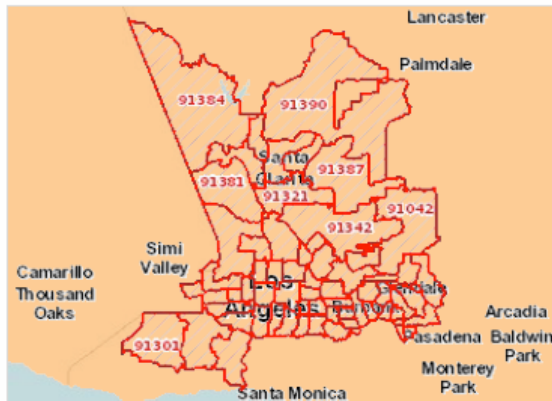 Lancaster
Palmdale
91384
91390
Santa
Clarita
91387
91381
91321
91042
91342
Simi
Valley
Camarillo
Thousand
Oaks
Los
Angeles
Glendale
Burbank
Arcadia
Pasadena
Baldwin
Park
91301
Monterey
Park
Santa Monica